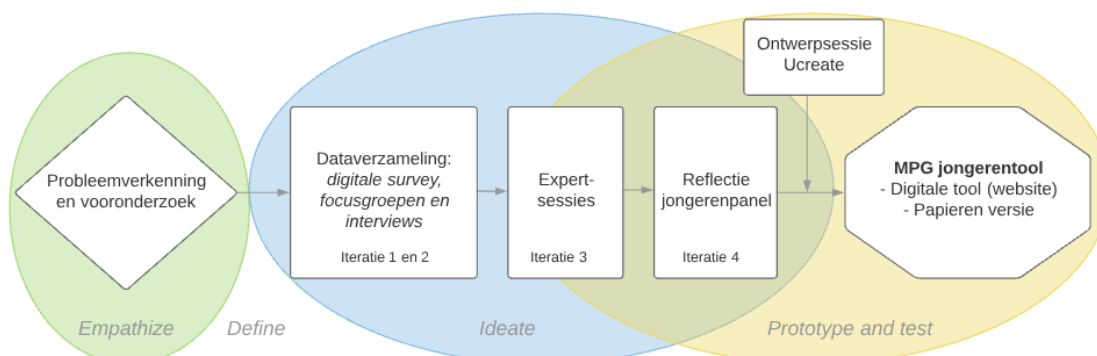 Probleemverkenning
en vooronderzoek
Dataverzameling:
digitale survey,
focusgroepen en
interviews
Iteratie 1 en 2
Expert-
sessies
Iteratie 3
Reflectie
jongerenpanel
Iteratie 4
Ontwerpsessie
Ucreate
MPG jongerentool
- Digitale tool (website)
- Papieren versie
Empathize
Define
Ideate
Prototype and test